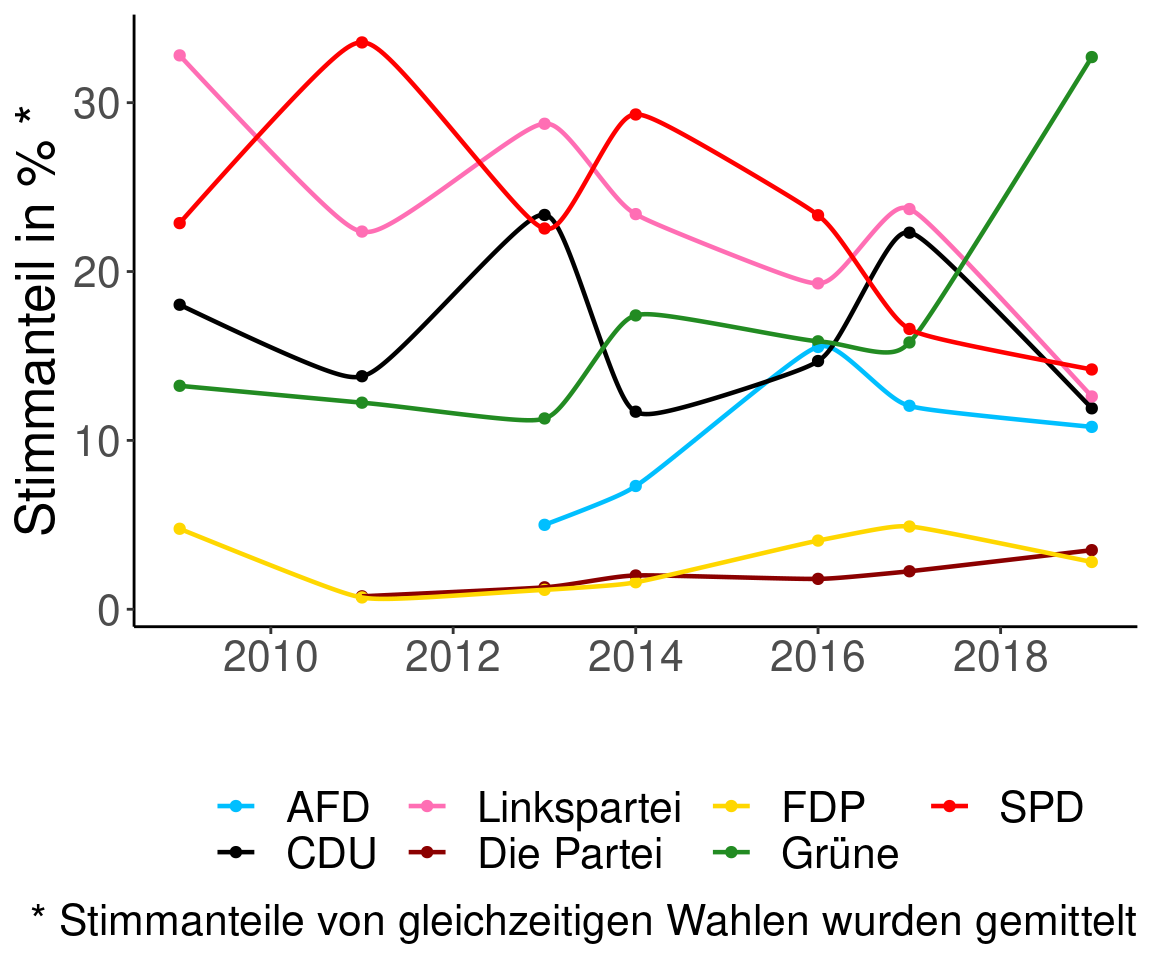 Stimmanteil in % *
30
20
10
0
2010 2012 2014 2016 2018
AFD Linkspartei FDP SPD
CDU Die Partei Grüne
* Stimmanteile von gleichzeitigen Wahlen wurden gemittelt